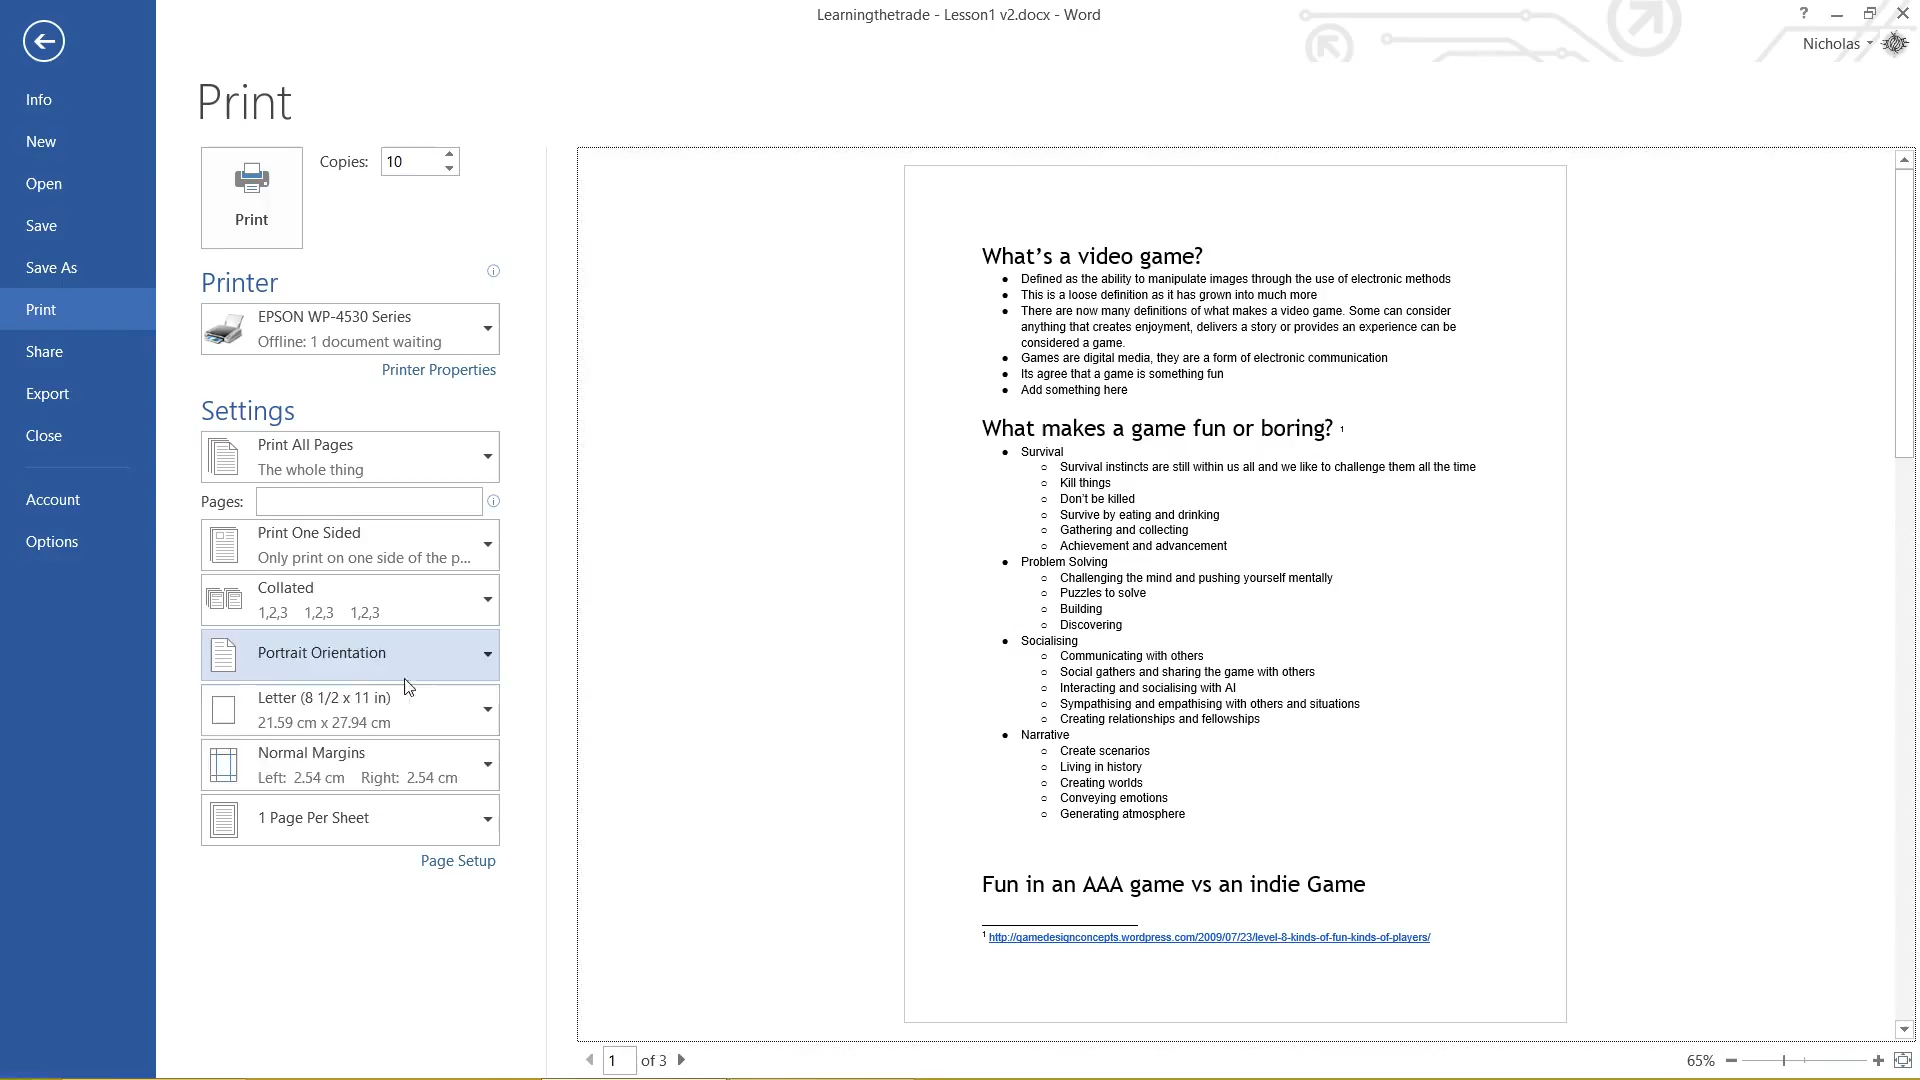 Learningthetrade - Lesson1 v2.docx - Word
?
Nicholas
Info
New
Open
Save
Save As
Print
Share
Export
Close
Account
Options
Print
Copies: 10
Print
Printer
EPSON WP-4530 Series
Offline: 1 document waiting
Printer Properties
Settings
Print All Pages
The whole thing
Pages:
Print One Sided
Only print on one side of the p...
Collated
1,2,3 1,2,3 1,2,3
Portrait Orientation
Letter (8 1/2 x 11 in)
21.59 cm x 27.94 cm
Normal Margins
Left: 2.54 cm Right: 2.54 cm
1 Page Per Sheet
Page Setup
What's a video game?
● Defined as the ability to manipulate images through the use of electronic methods
● This is a loose definition as it has grown into much more
● There are now many definitions of what makes a video game. Some can consider
anything that creates enjoyment, delivers a story or provides an experience can be
considered a game.
● Games are digital media, they are a form of electronic communication
● Its agree that a game is something fun
● Add something here
What makes a game fun or boring? 1
● Survival
○ Survival instincts are still within us all and we like to challenge them all the time
○ Kill things
○ Don't be killed
○ Survive by eating and drinking
○ Gathering and collecting
○ Achievement and advancement
● Problem Solving
○ Challenging the mind and pushing yourself mentally
○ Puzzles to solve
○ Building
○ Discovering
● Socialising
○ Communicating with others
○ Social gathers and sharing the game with others
○ Interacting and socialising with AI
○ Sympathising and empathising with others and situations
○ Creating relationships and fellowships
● Narrative
○ Create scenarios
○ Living in history
○ Creating worlds
○ Conveying emotions
○ Generating atmosphere
Fun in an AAA game vs an indie Game
1 http://gamedesignconcepts.wordpress.com/2009/07/23/level-8-kinds-of-fun-kinds-of-players/
1 of 3
65%